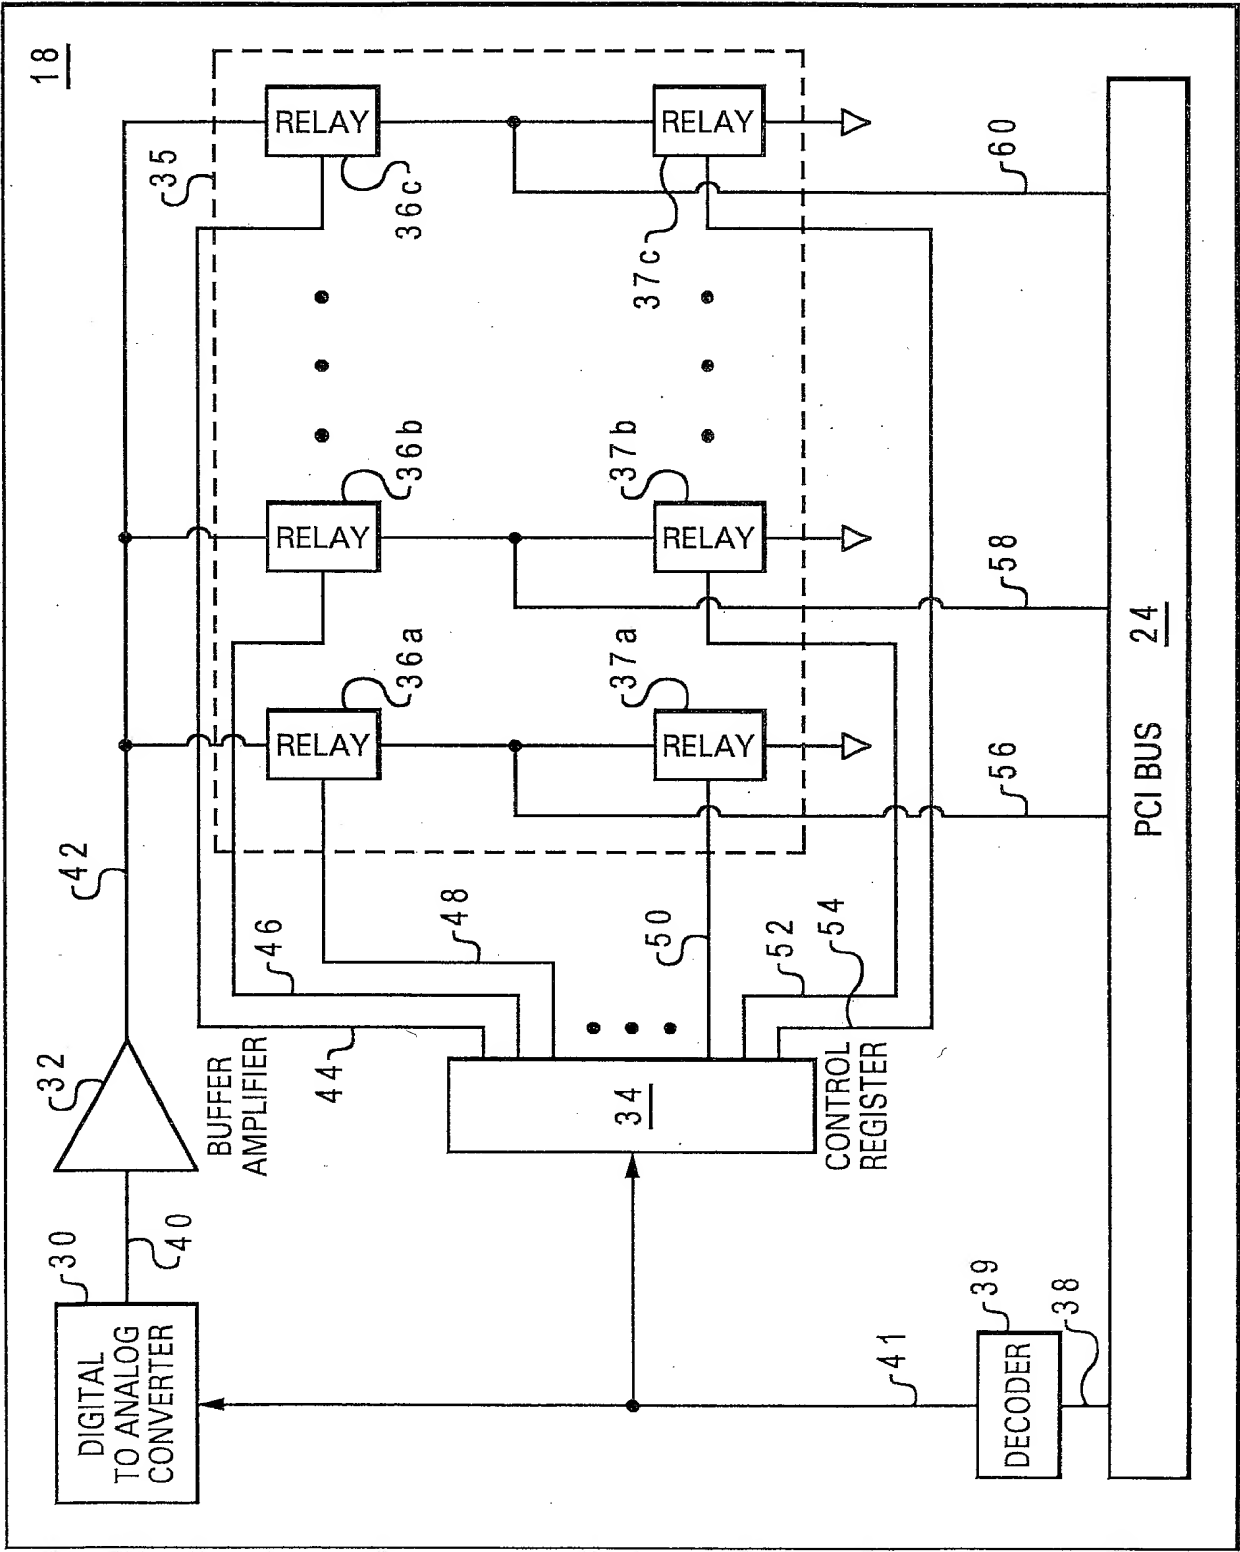 18
DIGITAL
TO ANALOG
CONVERTER
30
40
32
BUFFER
AMPLIFIER
42
35
44
46
48
RELAY
36a
RELAY
36b
RELAY
36c
34
CONTROL
REGISTER
50
52
54
RELAY
37a
RELAY
37b
RELAY
37c
41
DECODER
39
38
56
58
60
PCI BUS
24